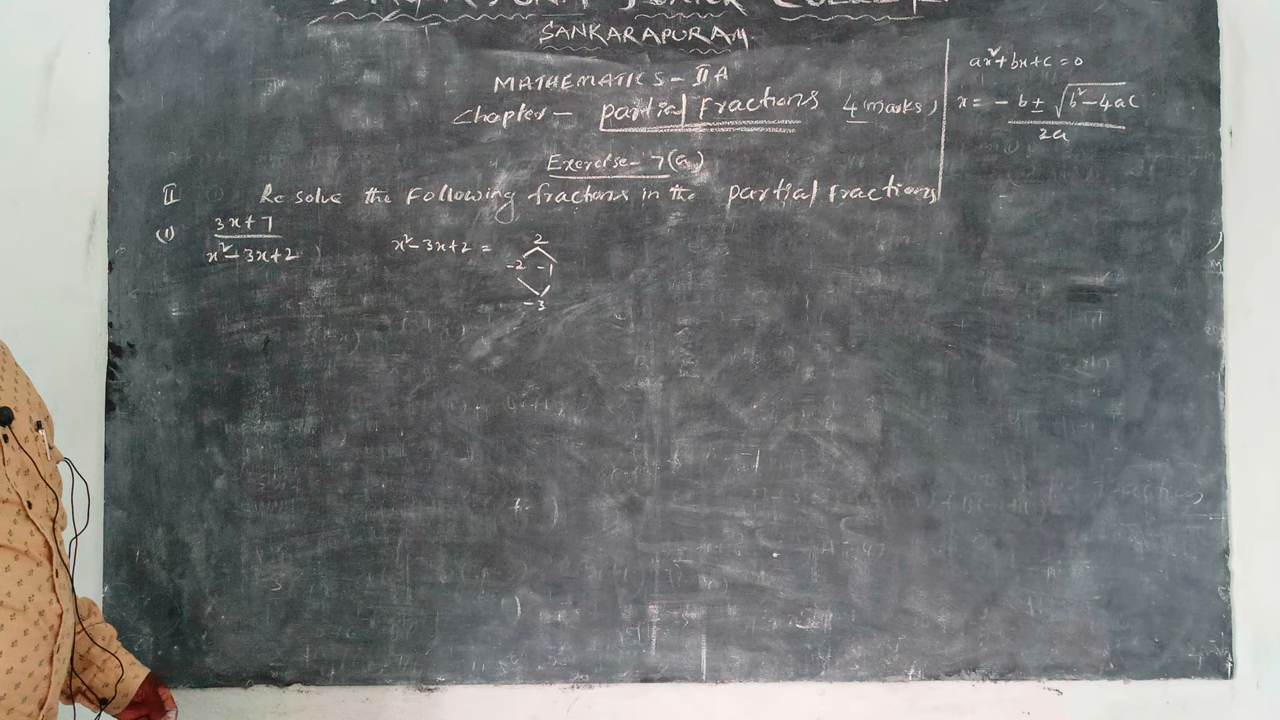 JUNIOR
SANKARAPURAM
MATHEMATICS - II A
Chapter - Partial Fractions 4 (marks)
Exercise - 7(a)
II Resolve the Following fractions in the partial fractions
(1) 3x+7
x² - 3x+2
x² - 3x+2 =
2
-2 -1
-3
ax²+bx+c = 0
x = - b ± √b² - 4ac
2a